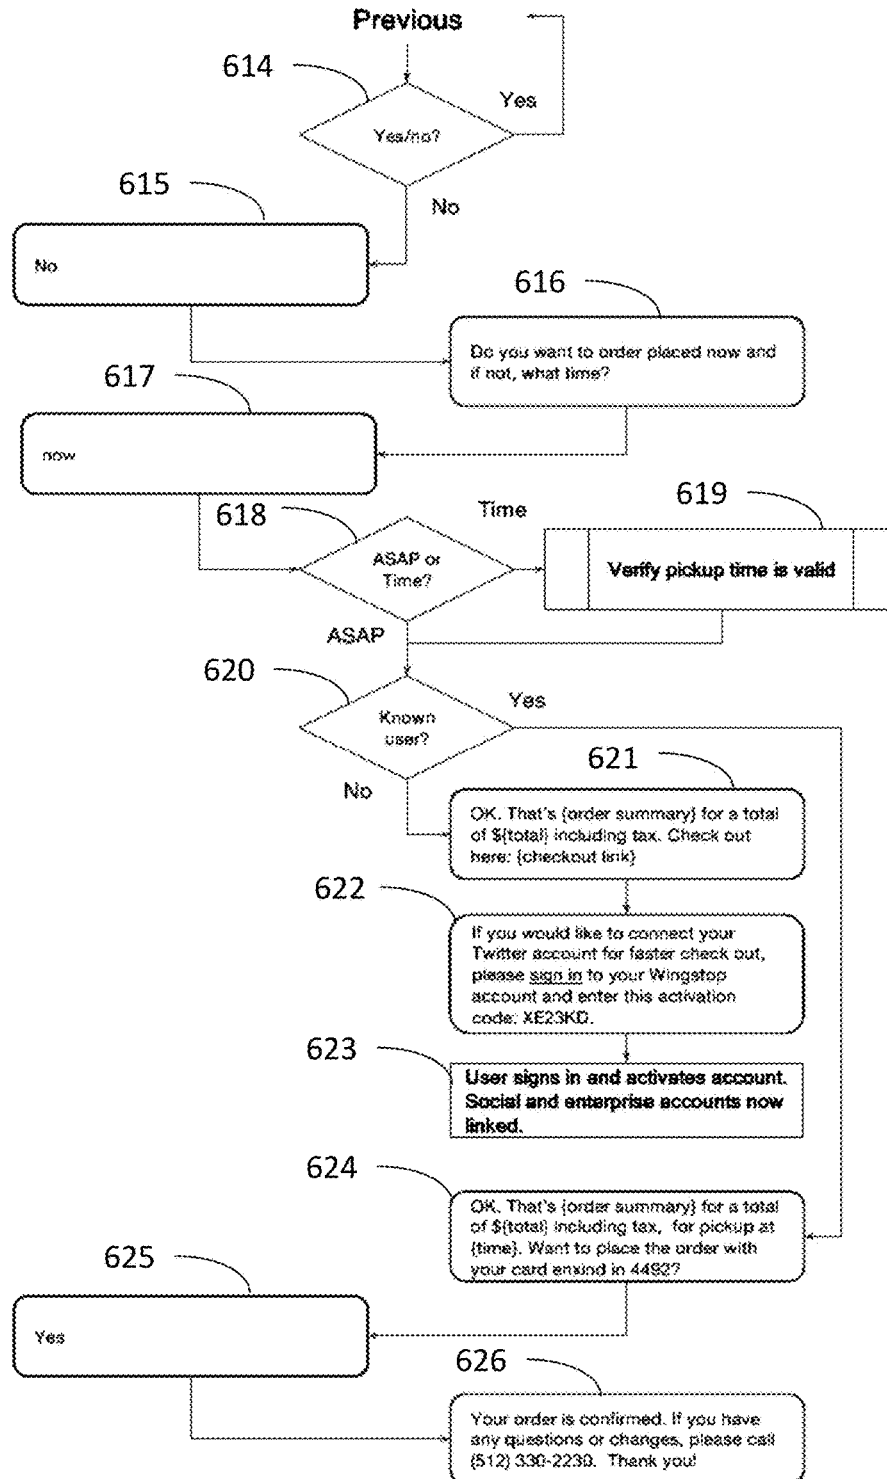 Previous
614
Yes
Yes/no?
615
No
No
616
Do you want to order placed now and
if not, what time?
617
now
618
Time
619
ASAP or
Time?
Verify pickup time is valid
ASAP
620
Yes
Known
user?
621
No
OK. That's {order summary} for a total
of ${total} including tax. Check out
here: {checkout link}
622
If you would like to connect your
Twitter account for faster check out,
please sign in to your Wingstop
account and enter this activation
code: XE23KD.
623
User signs in and activates account.
Social and enterprise accounts now
linked.
624
OK. That's {order summary} for a total
of ${total} including tax, for pickup at
{time}. Want to place the order with
your card enxind in 4492?
625
Yes
626
Your order is confirmed. If you have
any questions or changes, please call
(512) 330-2230. Thank you!